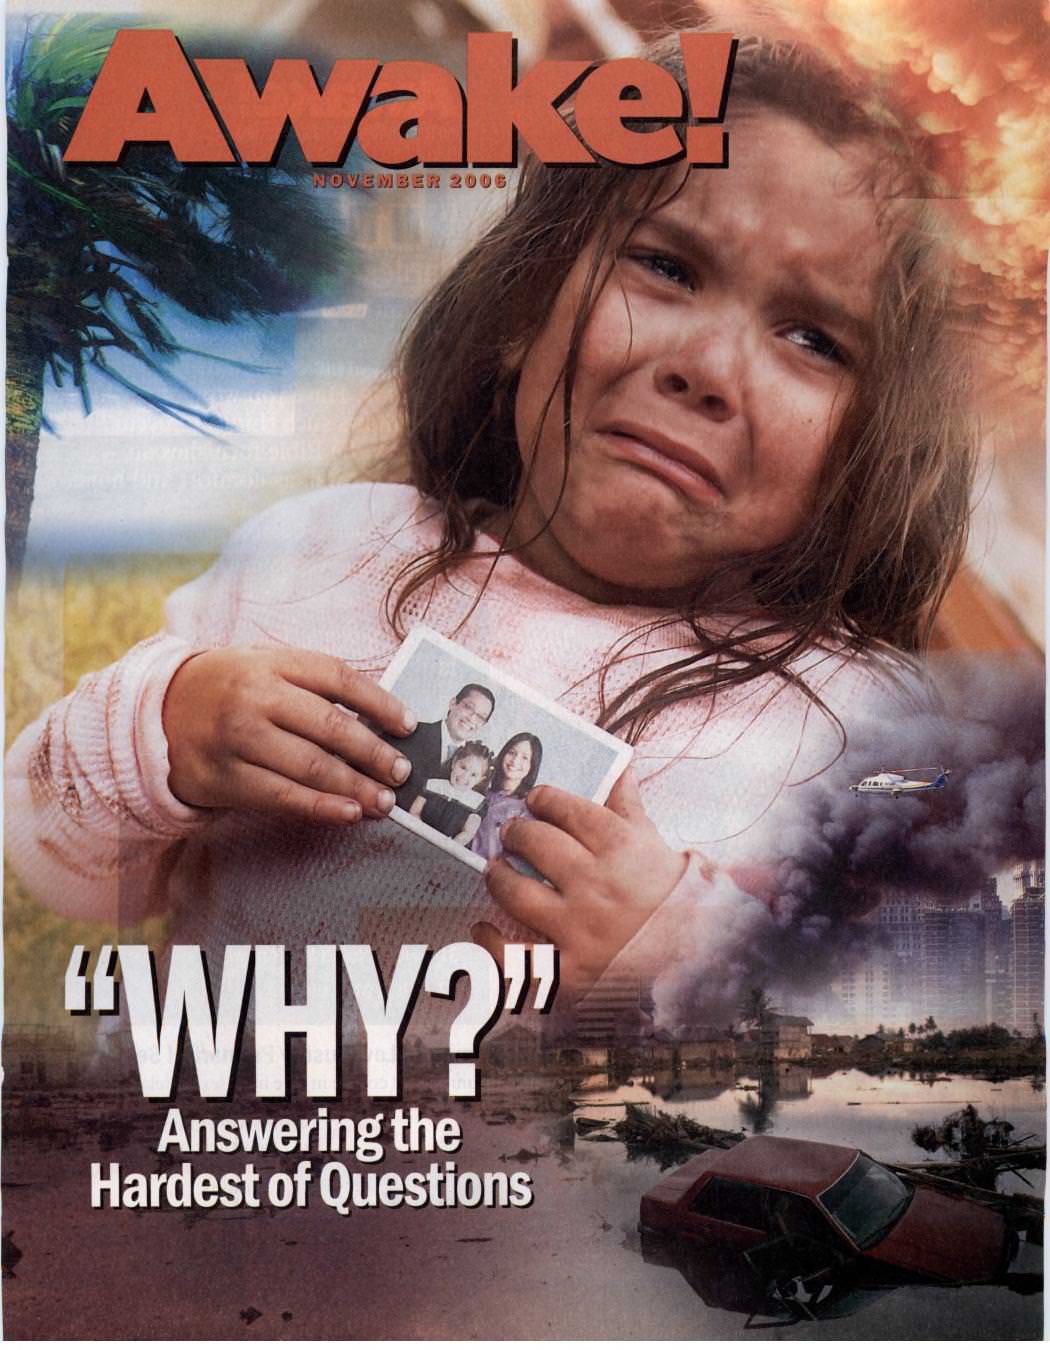 Awake!
NOVEMBER 2006
“WHY?”
Answering the
Hardest of Questions